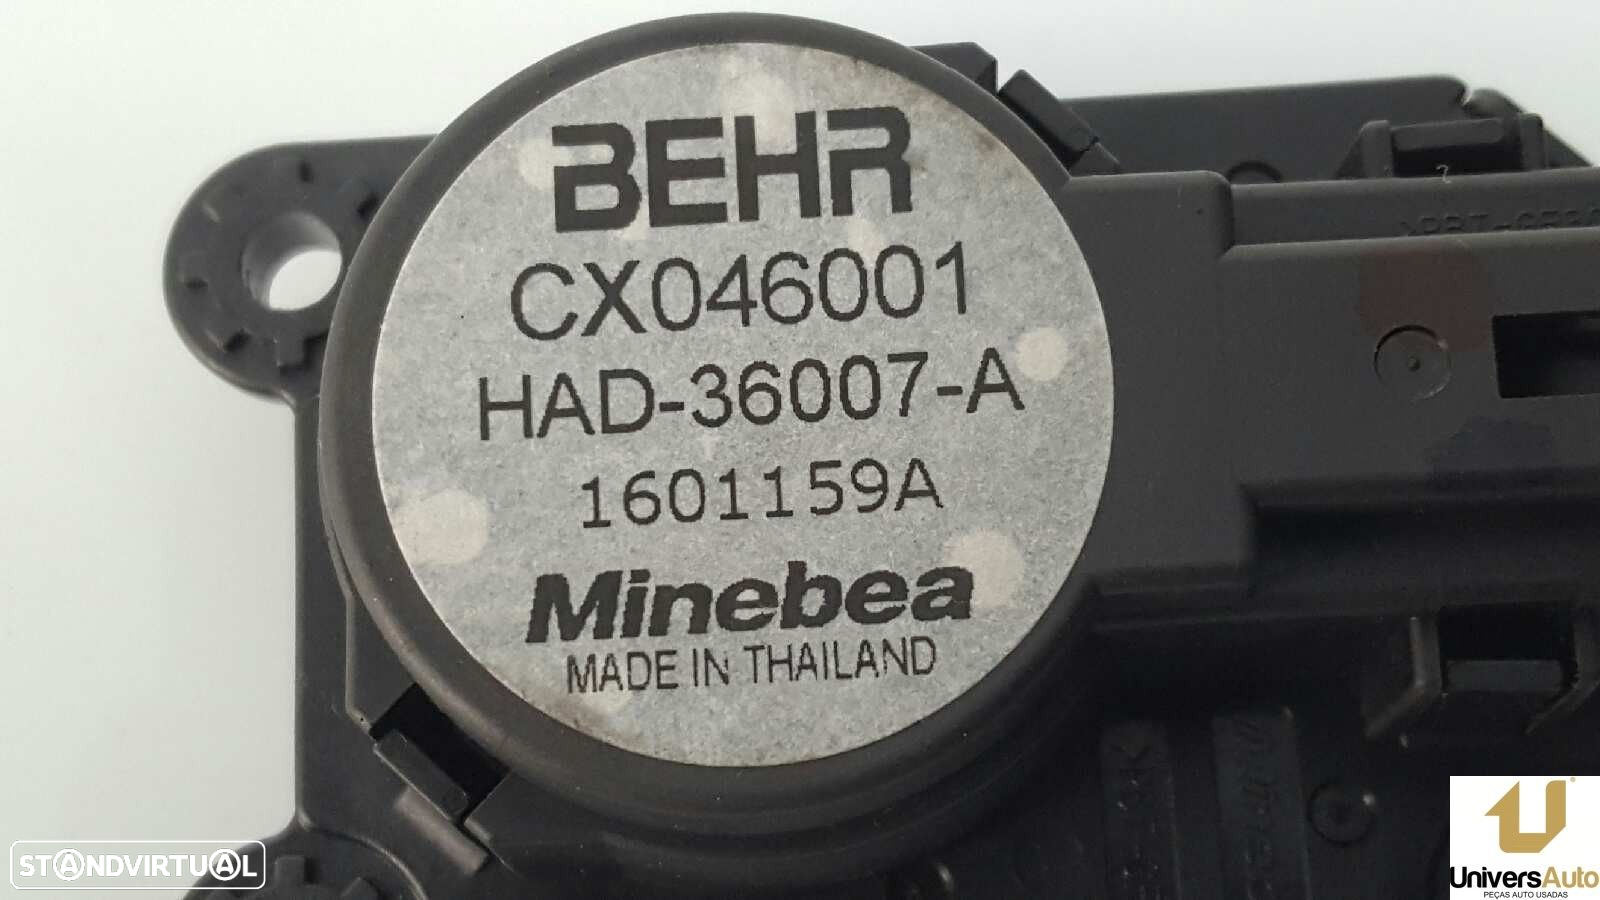 BEHR
CX046001
HAD-36007-A
1601159A
Minebea
MADE IN THAILAND
STANDVIRTUAL
UniversAuto
PEÇAS AUTO USADAS